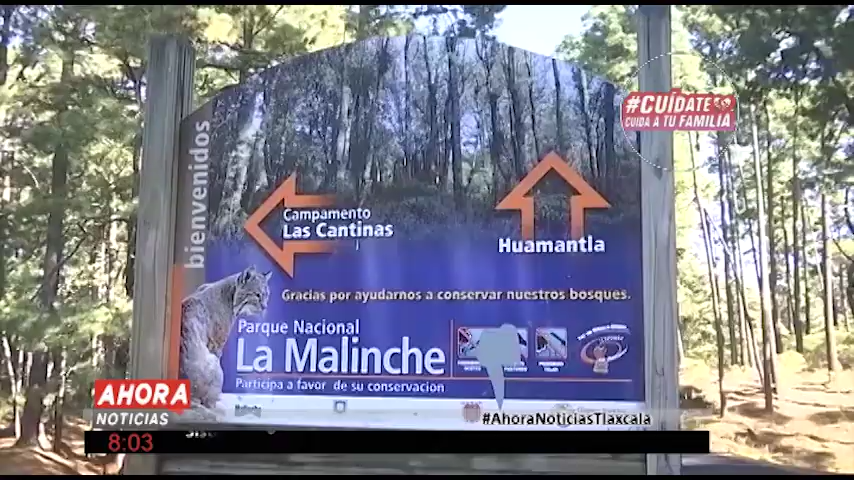 #CUÍDATE
CUIDA A TU FAMILIA
bienvenidos
Campamento
Las Cantinas
Huamantla
Gracias por ayudarnos a conservar nuestros bosques.
Parque Nacional
La Malinche
Participa a favor de su conservacion
AHORA
NOTICIAS
#AhoraNoticiasTlaxcala
8:03